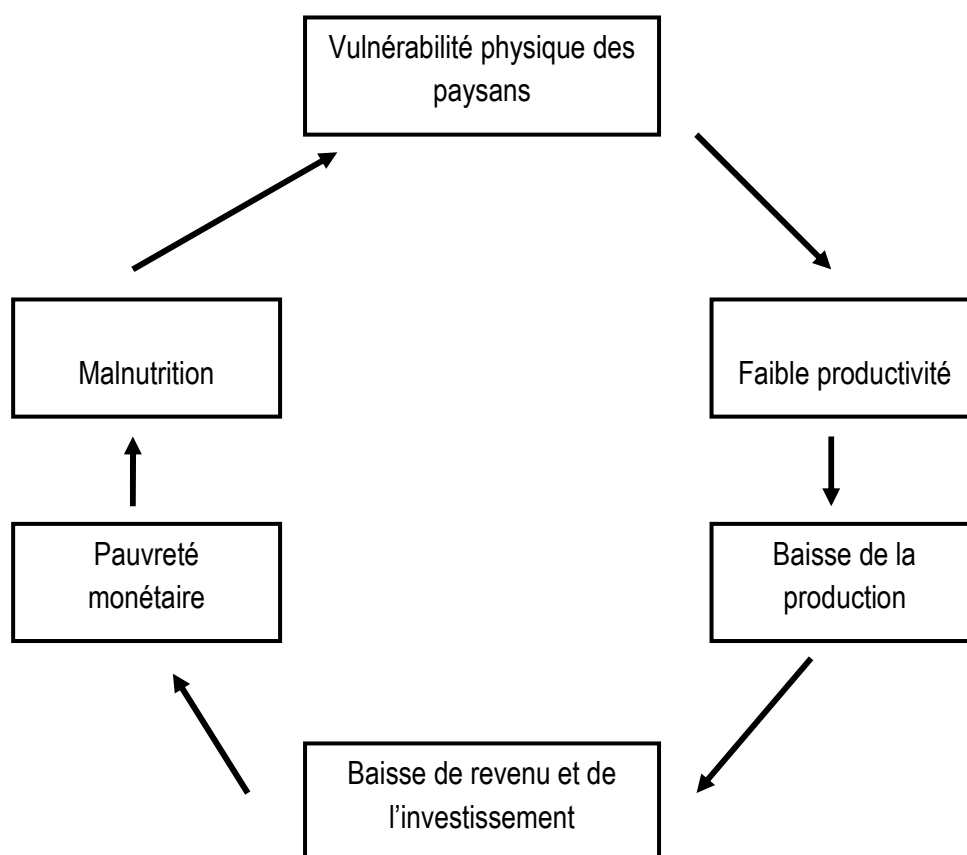 Vulnérabilité physique des
paysans
Malnutrition
Faible productivité
Pauvreté
monétaire
Baisse de la
production
Baisse de revenu et de
l’investissement